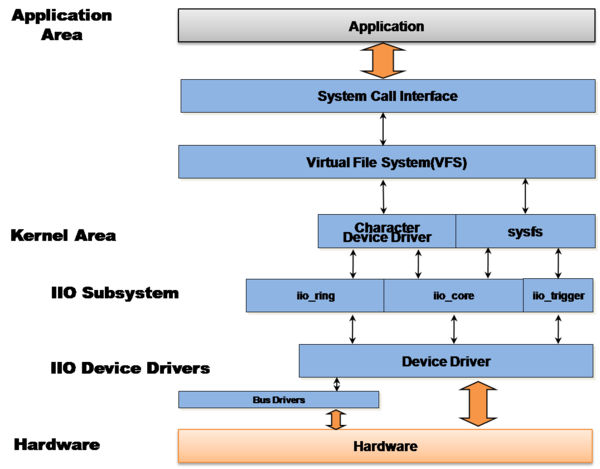 Application
Area
Application
System Call Interface
Virtual File System(VFS)
Kernel Area
Character
Device Driver
sysfs
IIO Subsystem
iio_ring
iio_core
iio_trigger
IIO Device Drivers
Device Driver
Bus Drivers
Hardware
Hardware